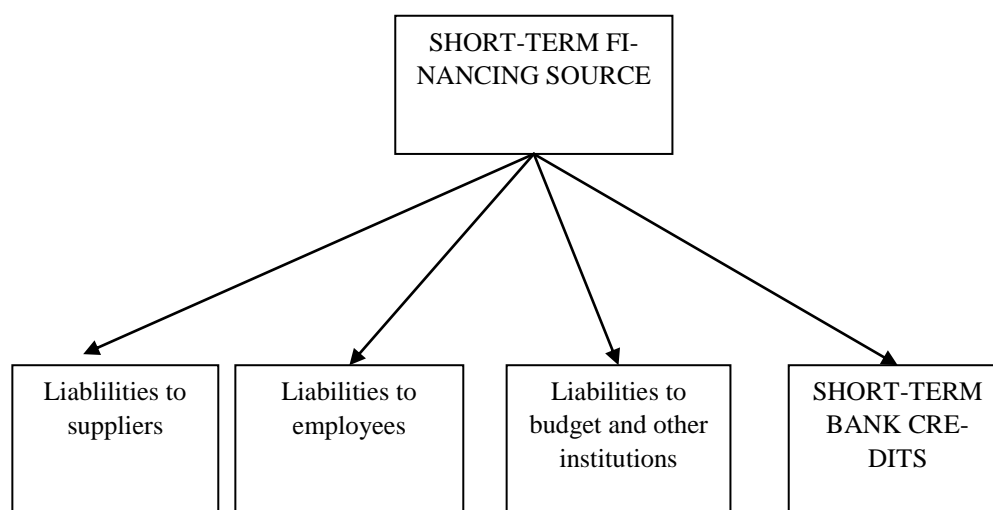 SHORT-TERM FI-
NANCING SOURCE
Liablilities to
suppliers
Liabilities to
employees
Liabilities to
budget and other
institutions
SHORT-TERM
BANK CRE-
DITS